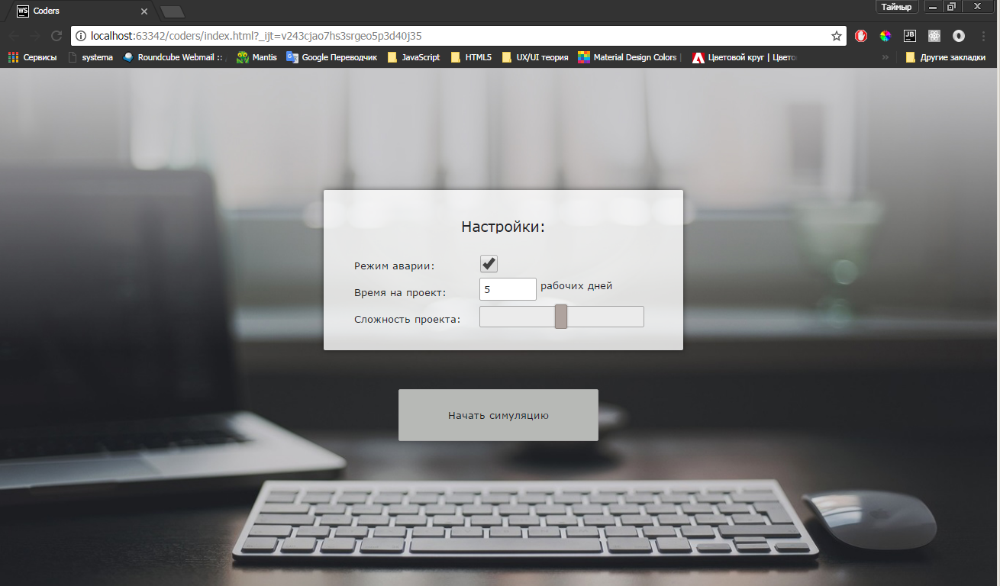 WS Coders
Таймыр
localhost:63342/coders/index.html?_ijt=v243cjao7hs3srgeo5p3d40j35
JB
Сервисы systema Roundcube Webmail :: Mantis Google Переводчик JavaScript HTML5 UX/UI теория Material Design Colors | Цветовой круг | Цвето » Другие закладки
Настройки:
Режим аварии:
Время на проект: 5 рабочих дней
Сложность проекта:
Начать симуляцию